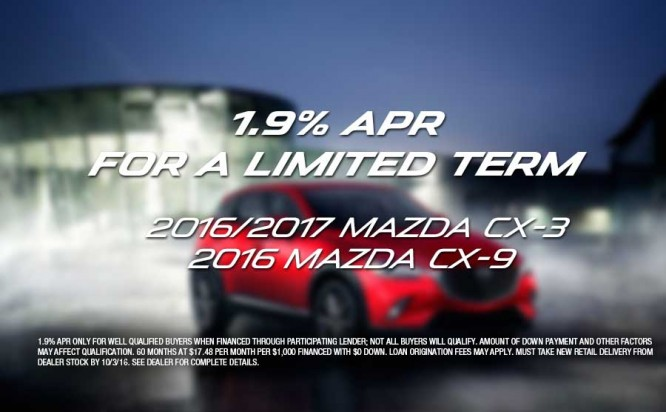 1.9% APR
FOR A LIMITED TERM
2016/2017 MAZDA CX-3
2016 MAZDA CX-9
1.9% APR ONLY FOR WELL QUALIFIED BUYERS WHEN FINANCED THROUGH PARTICIPATING LENDER; NOT ALL BUYERS WILL QUALIFY. AMOUNT OF DOWN PAYMENT AND OTHER FACTORS
MAY AFFECT QUALIFICATION. 60 MONTHS AT $17.48 PER MONTH PER $1,000 FINANCED WITH $0 DOWN. LOAN ORIGINATION FEES MAY APPLY. MUST TAKE NEW RETAIL DELIVERY FROM
DEALER STOCK BY 10/3/16. SEE DEALER FOR COMPLETE DETAILS.